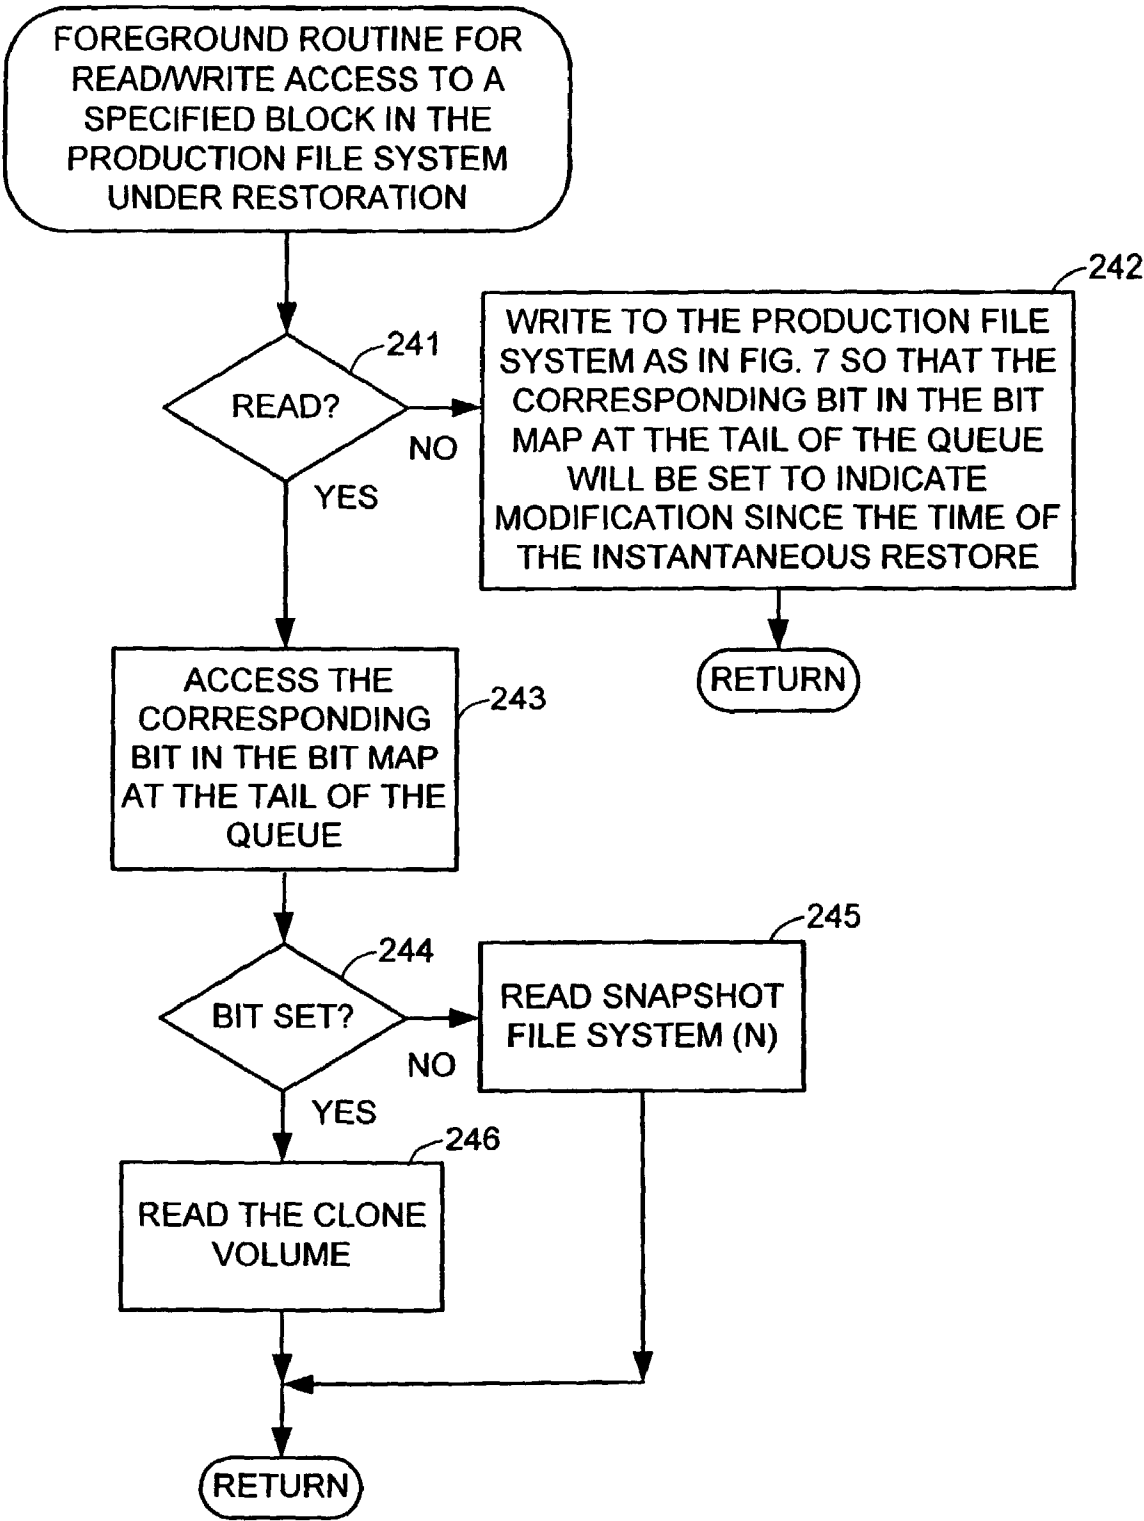 FOREGROUND ROUTINE FOR
READ/WRITE ACCESS TO A
SPECIFIED BLOCK IN THE
PRODUCTION FILE SYSTEM
UNDER RESTORATION
241
READ?
NO
YES
242
WRITE TO THE PRODUCTION FILE
SYSTEM AS IN FIG. 7 SO THAT THE
CORRESPONDING BIT IN THE BIT
MAP AT THE TAIL OF THE QUEUE
WILL BE SET TO INDICATE
MODIFICATION SINCE THE TIME OF
THE INSTANTANEOUS RESTORE
RETURN
243
ACCESS THE
CORRESPONDING
BIT IN THE BIT MAP
AT THE TAIL OF THE
QUEUE
244
BIT SET?
NO
YES
245
READ SNAPSHOT
FILE SYSTEM (N)
246
READ THE CLONE
VOLUME
RETURN